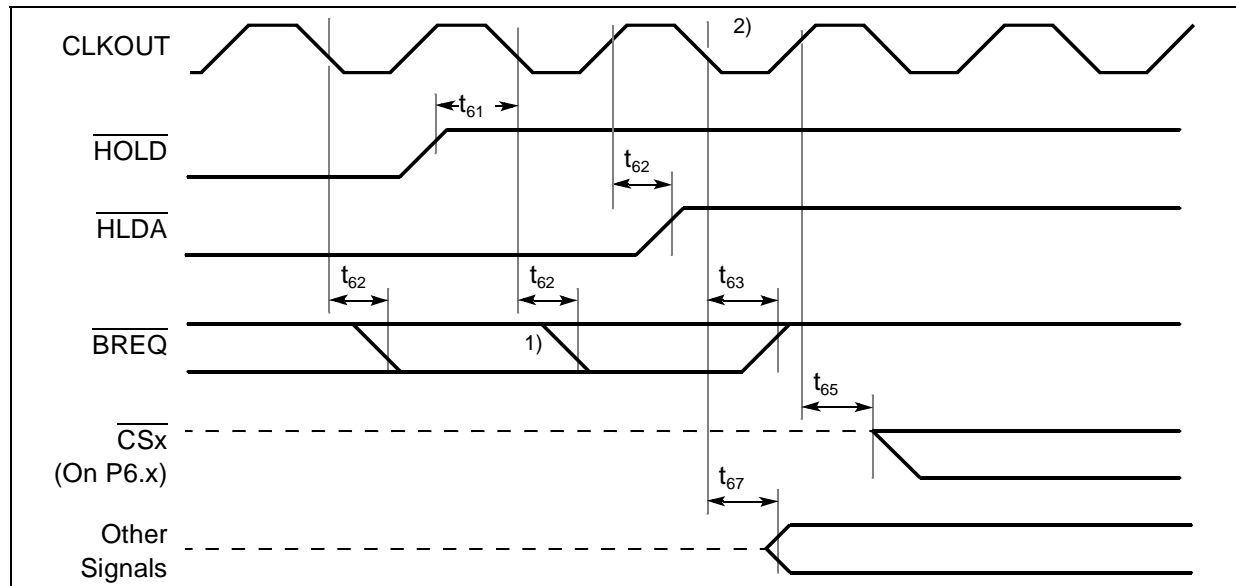 2)
CLKOUT
t61
HOLD
t62
HLDA
t62
t62
t63
BREQ
1)
t65
CSx
(On P6.x)
t67
Other
Signals